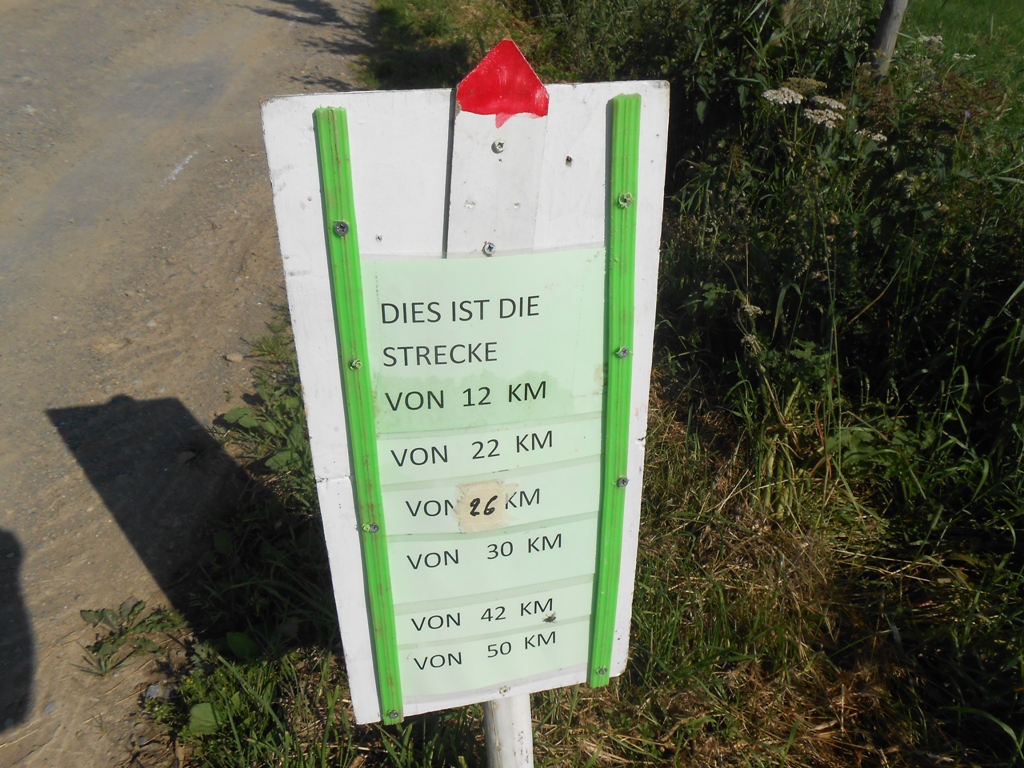 DIES IST DIE
STRECKE
VON 12 KM
VON 22 KM
VON 26 KM
VON 30 KM
VON 42 KM
VON 50 KM